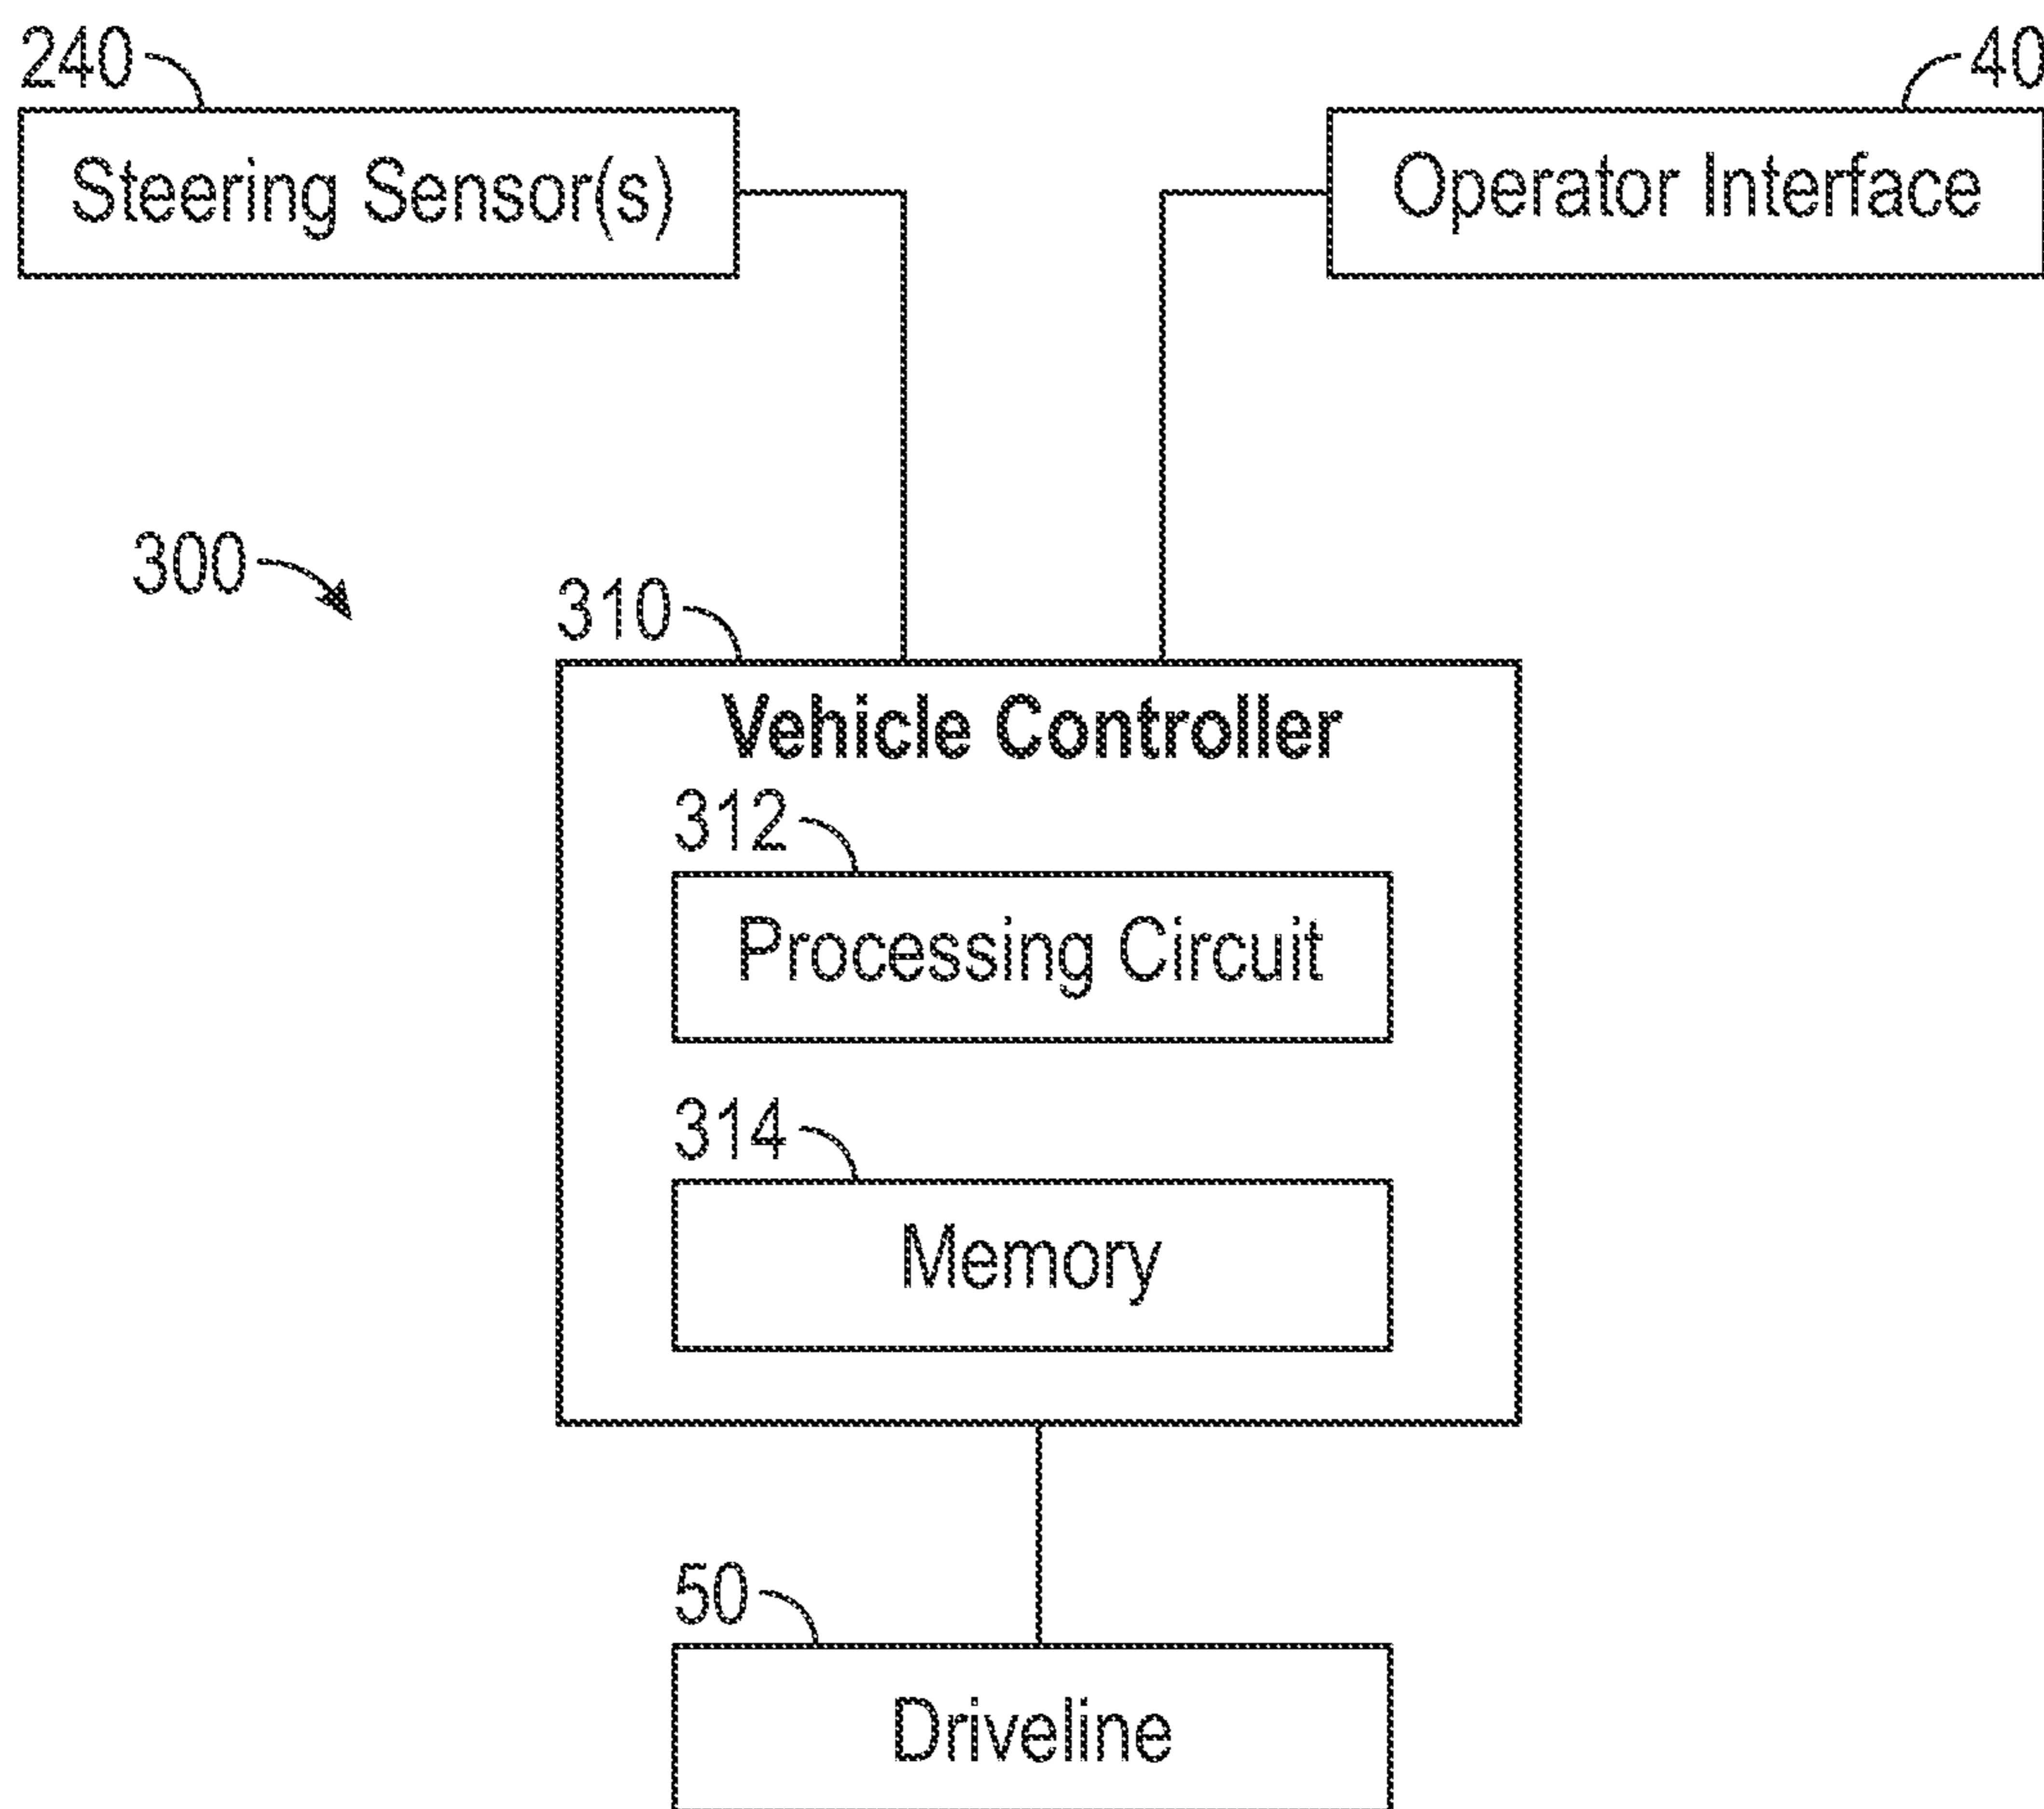 240
40
Steering Sensor(s)
Operator Interface
300
310
Vehicle Controller
312
Processing Circuit
314
Memory
50
Driveline